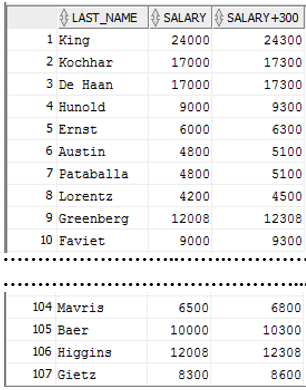 LAST_NAME SALARY SALARY+300
1 King 24000 24300
2 Kochhar 17000 17300
3 De Haan 17000 17300
4 Hunold 9000 9300
5 Ernst 6000 6300
6 Austin 4800 5100
7 Pataballa 4800 5100
8 Lorentz 4200 4500
9 Greenberg 12008 12308
10 Faviet 9000 9300
104 Mavris 6500 6800
105 Baer 10000 10300
106 Higgins 12008 12308
107 Gietz 8300 8600